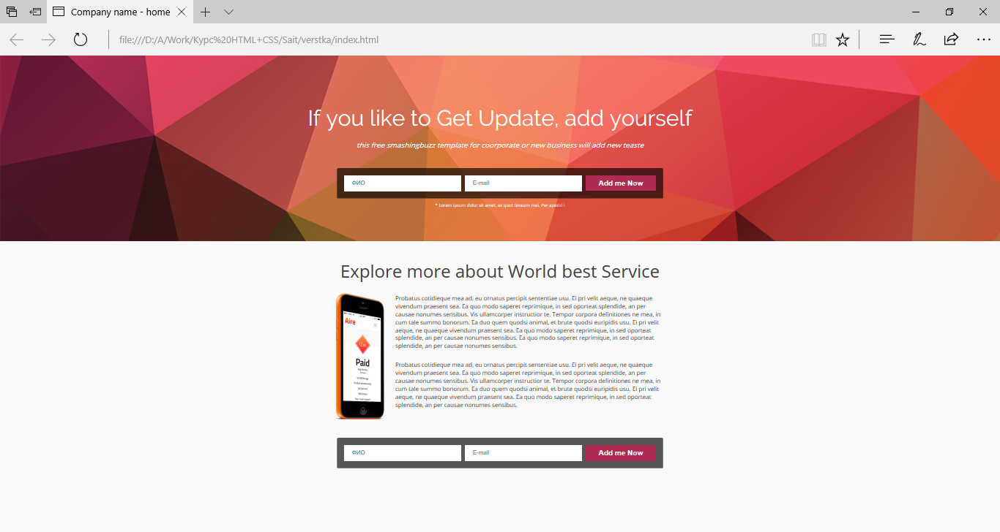 Company name - home
file:///D:/A/Work/Курс%20HTML+CSS/Sait/verstka/index.html
If you like to Get Update, add yourself
this free smashingbuzz template for coorporate or new business will add new teaste
ФИО
E-mail
Add me Now
* Lorem ipsum dolor sit amet, ex quot timeam mei. Per aperiri i
Explore more about World best Service
Probatus cotidieque mea ad, eu ornatus percipit sententiae usu. Ei pri velit aeque, ne quaeque
vivendum praesent sea. Ea quo modo saperet reprimique, in sed oporteat splendide, an per
causae nonumes sensibus. Vis ullamcorper instructior te. Tempor corpora definitiones ne mea, in
cum tale summo bonorum. Ea duo quem quodsi animal, et brute quodsi euripidis usu. Ei pri velit
aeque, ne quaeque vivendum praesent sea. Ea quo modo saperet reprimique, in sed oporteat
splendide, an per causae nonumes sensibus. Ea quo modo saperet reprimique, in sed oporteat
splendide, an per causae nonumes sensibus.
Probatus cotidieque mea ad, eu ornatus percipit sententiae usu. Ei pri velit aeque, ne quaeque
vivendum praesent sea. Ea quo modo saperet reprimique, in sed oporteat splendide, an per
causae nonumes sensibus. Vis ullamcorper instructior te. Tempor corpora definitiones ne mea, in
cum tale summo bonorum. Ea duo quem quodsi animal, et brute quodsi euripidis usu. Ei pri velit
aeque, ne quaeque vivendum praesent sea. Ea quo modo saperet reprimique, in sed oporteat
splendide, an per causae nonumes sensibus.
Aire
Paid
ФИО
E-mail
Add me Now